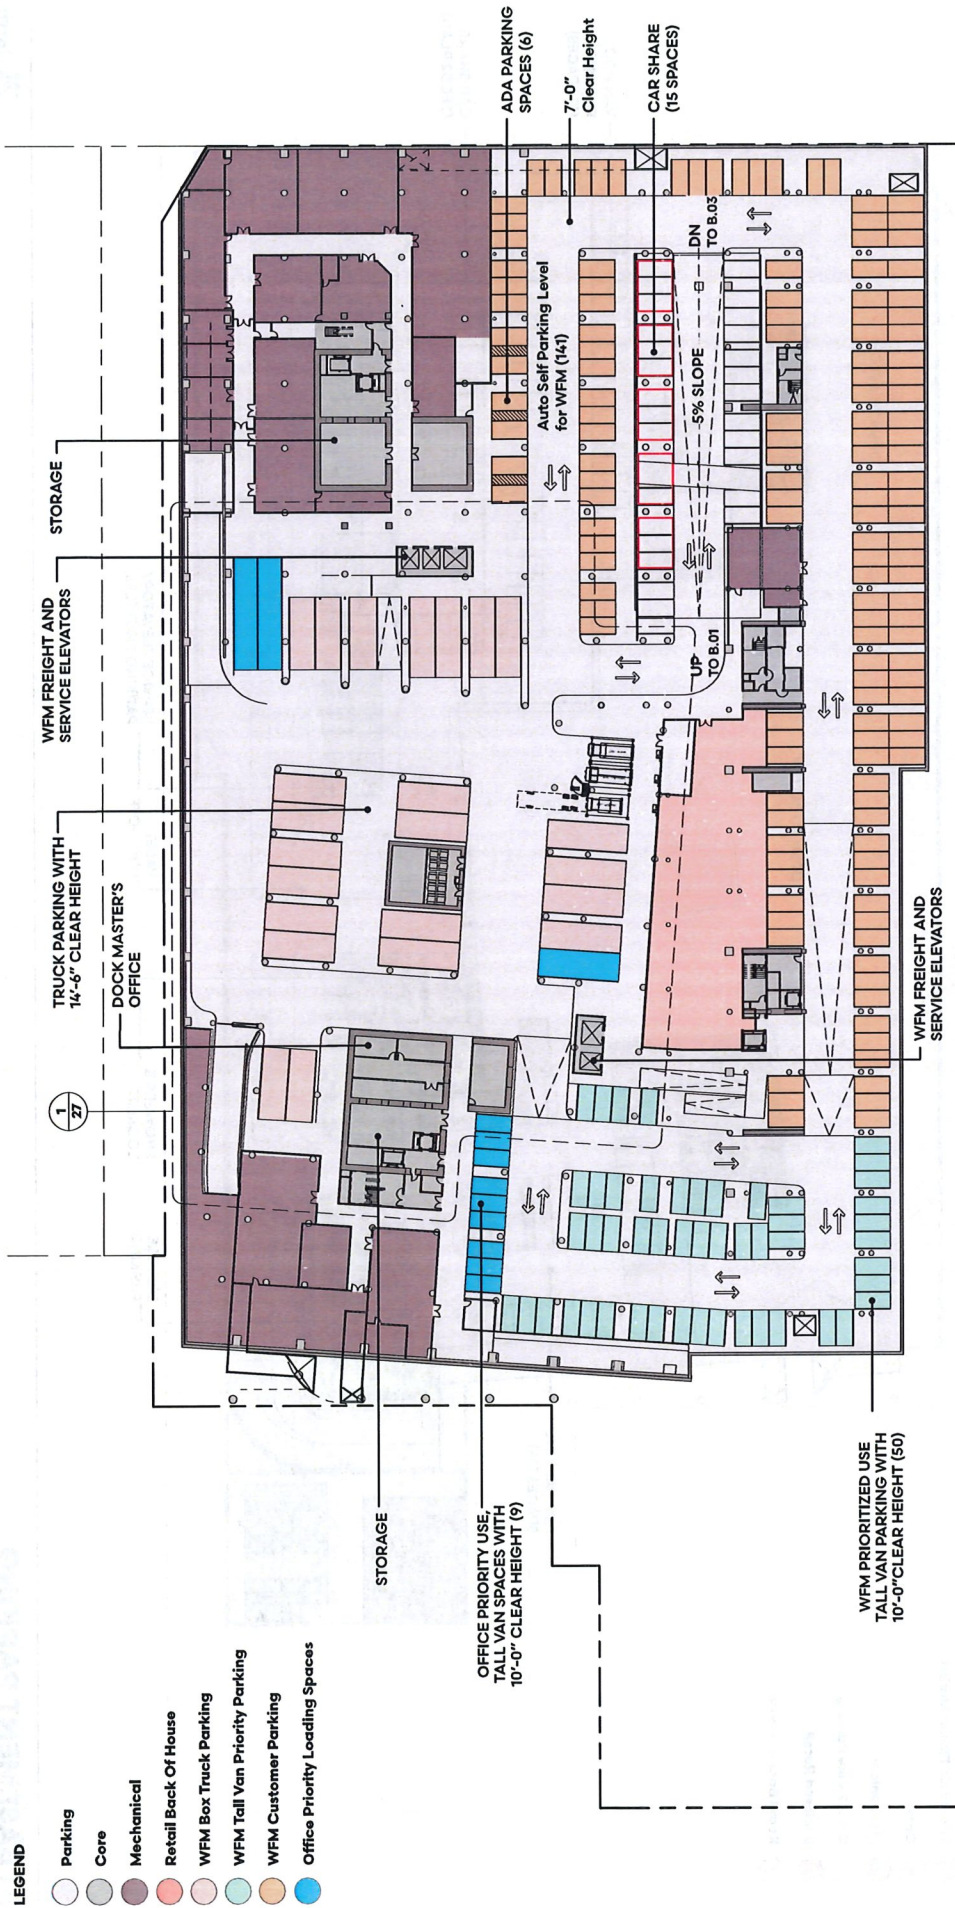 LEGEND
Parking
Core
Mechanical
Retail Back Of House
WFM Box Truck Parking
WFM Tall Van Priority Parking
WFM Customer Parking
Office Priority Loading Spaces
1
27
TRUCK PARKING WITH
14'-6" CLEAR HEIGHT
DOCK MASTER'S
OFFICE
WFM FREIGHT AND
SERVICE ELEVATORS
STORAGE
ADA PARKING
SPACES (6)
7'-0"
Clear Height
CAR SHARE
(15 SPACES)
Auto Self Parking Level
for WFM (141)
5% SLOPE
DN
TO B.03
UP
TO B.01
STORAGE
OFFICE PRIORITY USE,
TALL VAN SPACES WITH
10'-0" CLEAR HEIGHT (9)
WFM PRIORITIZED USE
TALL VAN PARKING WITH
10'-0"CLEAR HEIGHT (50)
WFM FREIGHT AND
SERVICE ELEVATORS